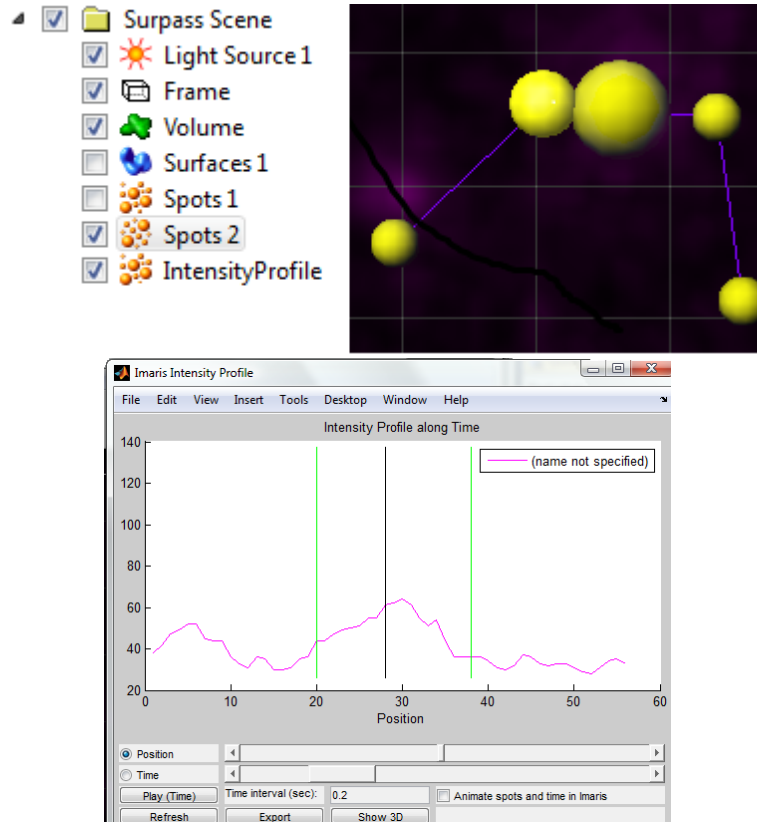 Surpass Scene
Light Source 1
Frame
Volume
Surfaces 1
Spots 1
Spots 2
IntensityProfile
Imaris Intensity Profile
File Edit View Insert Tools Desktop Window Help
Intensity Profile along Time
140
(name not specified)
120
100
80
60
40
20
0 10 20 30 40 50 60
Position
Position
Time
Play (Time) Time interval (sec): 0.2 Animate spots and time in Imaris
Refresh Export Show 3D